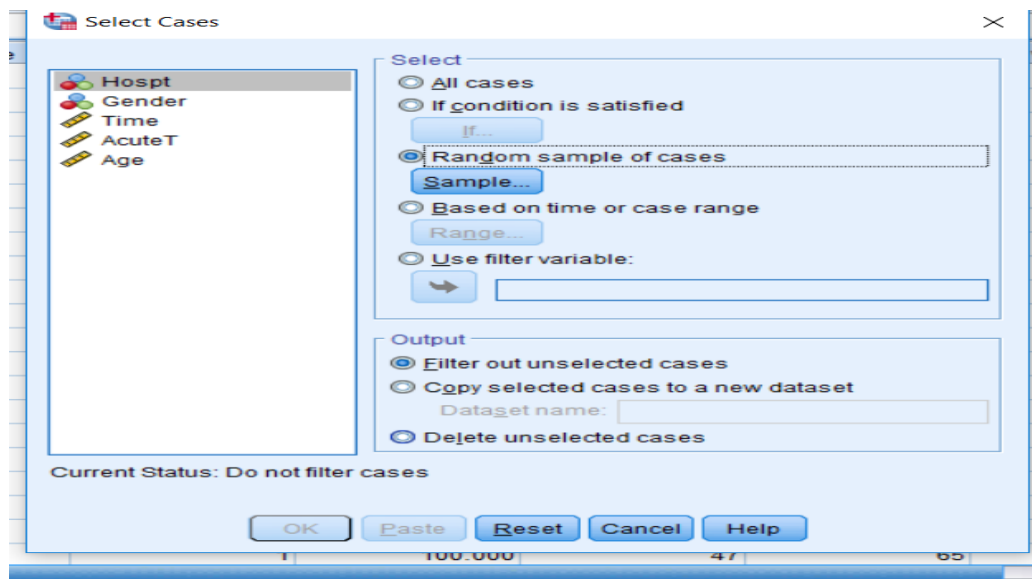 Select Cases
Hospt
Gender
Time
AcuteT
Age
Select
All cases
If condition is satisfied
If...
Random sample of cases
Sample...
Based on time or case range
Range...
Use filter variable:
Output
Filter out unselected cases
Copy selected cases to a new dataset
Dataset name:
Delete unselected cases
Current Status: Do not filter cases
OK Paste Reset Cancel Help
1 100.000 47 65